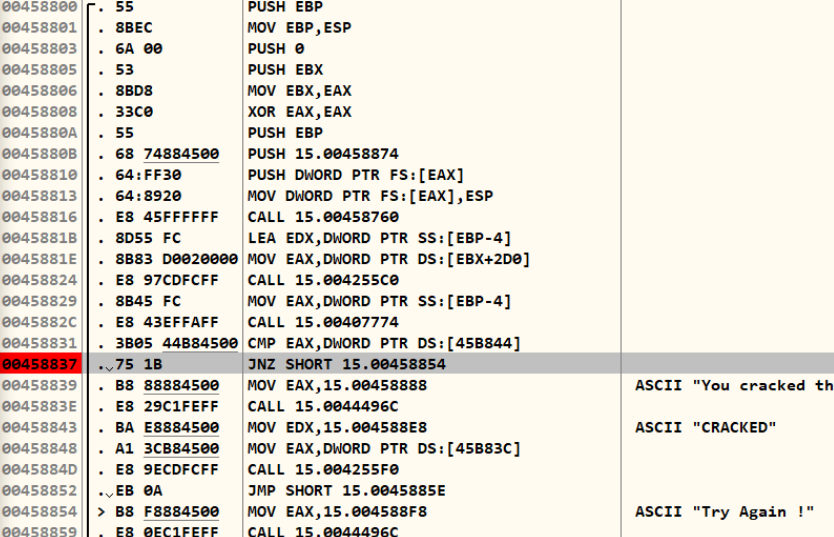 00458800 . 55 PUSH EBP
00458801 . 8BEC MOV EBP,ESP
00458803 . 6A 00 PUSH 0
00458805 . 53 PUSH EBX
00458806 . 8BD8 MOV EBX,EAX
00458808 . 33C0 XOR EAX,EAX
0045880A . 55 PUSH EBP
0045880B . 68 74884500 PUSH 15.00458874
00458810 . 64:FF30 PUSH DWORD PTR FS:[EAX]
00458813 . 64:8920 MOV DWORD PTR FS:[EAX],ESP
00458816 . E8 45FFFFFF CALL 15.00458760
0045881B . 8D55 FC LEA EDX,DWORD PTR SS:[EBP-4]
0045881E . 8B83 D0020000 MOV EAX,DWORD PTR DS:[EBX+2D0]
00458824 . E8 97CDFCFF CALL 15.004255C0
00458829 . 8B45 FC MOV EAX,DWORD PTR SS:[EBP-4]
0045882C . E8 43EFFAFF CALL 15.00407774
00458831 . 3B05 44B84500 CMP EAX,DWORD PTR DS:[45B844]
00458837 . 75 1B JNZ SHORT 15.00458854
00458839 . B8 88884500 MOV EAX,15.00458888 ASCII "You cracked th
0045883E . E8 29C1FEFF CALL 15.0044496C
00458843 . BA E8884500 MOV EDX,15.004588E8 ASCII "CRACKED"
00458848 . A1 3CB84500 MOV EAX,DWORD PTR DS:[45B83C]
0045884D . E8 9ECDFCFF CALL 15.004255F0
00458852 . EB 0A JMP SHORT 15.0045885E
00458854 > B8 F8884500 MOV EAX,15.004588F8 ASCII "Try Again !"
00458859 . E8 0EC1FEFF CALL 15.0044496C